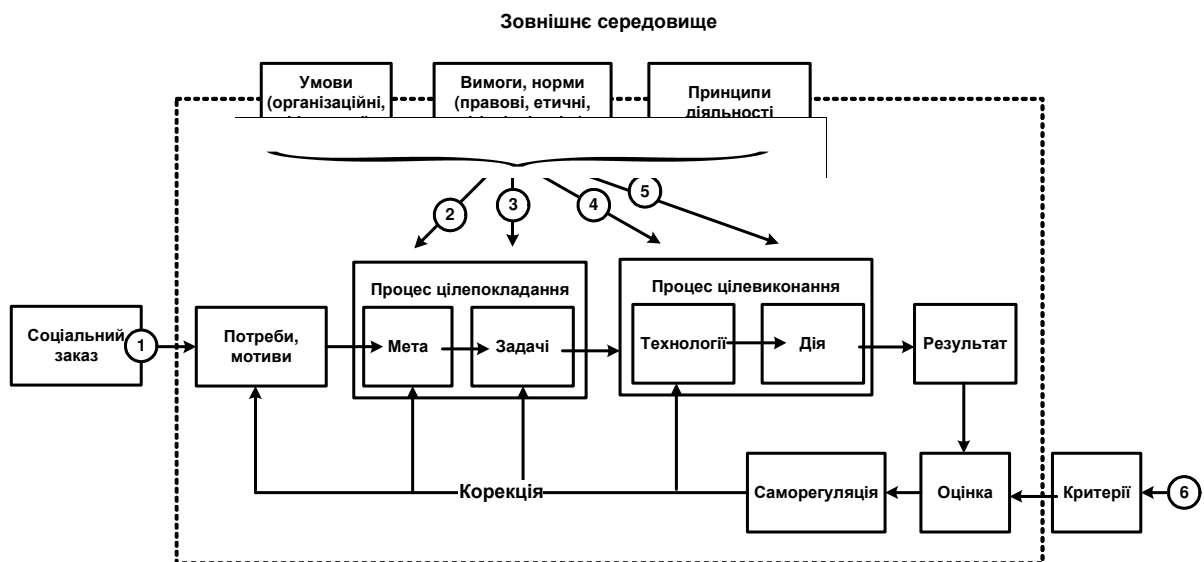 Зовнішнє середовище
Умови
(організаційні,
Вимоги, норми
(правові, етичні,
Принципи
діяльності
2
3
4
5
Процес цілепокладання
Процес цілевиконання
Соціальний
заказ
1
Потреби,
мотиви
Мета
Задачі
Технології
Дія
Результат
Корекція
Саморегуляція
Оцінка
Критерії
6